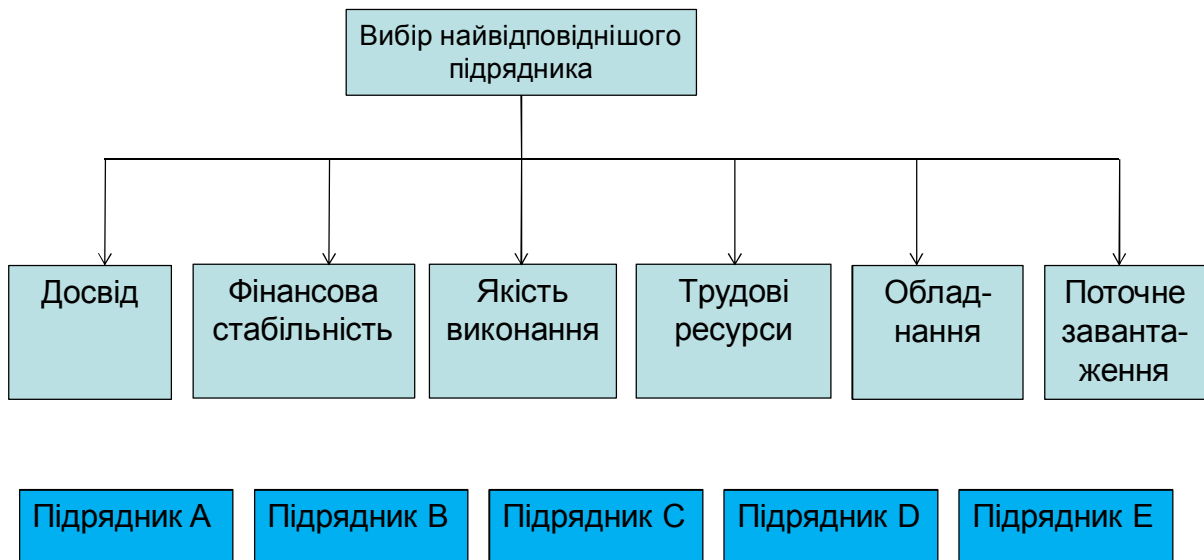 Вибір найвідповіднішого
підрядника
Досвід
Фінансова
стабільність
Якість
виконання
Трудові
ресурси
Облад-
нання
Поточне
завантa-
ження
Підрядник A
Підрядник B
Підрядник C
Підрядник D
Підрядник E